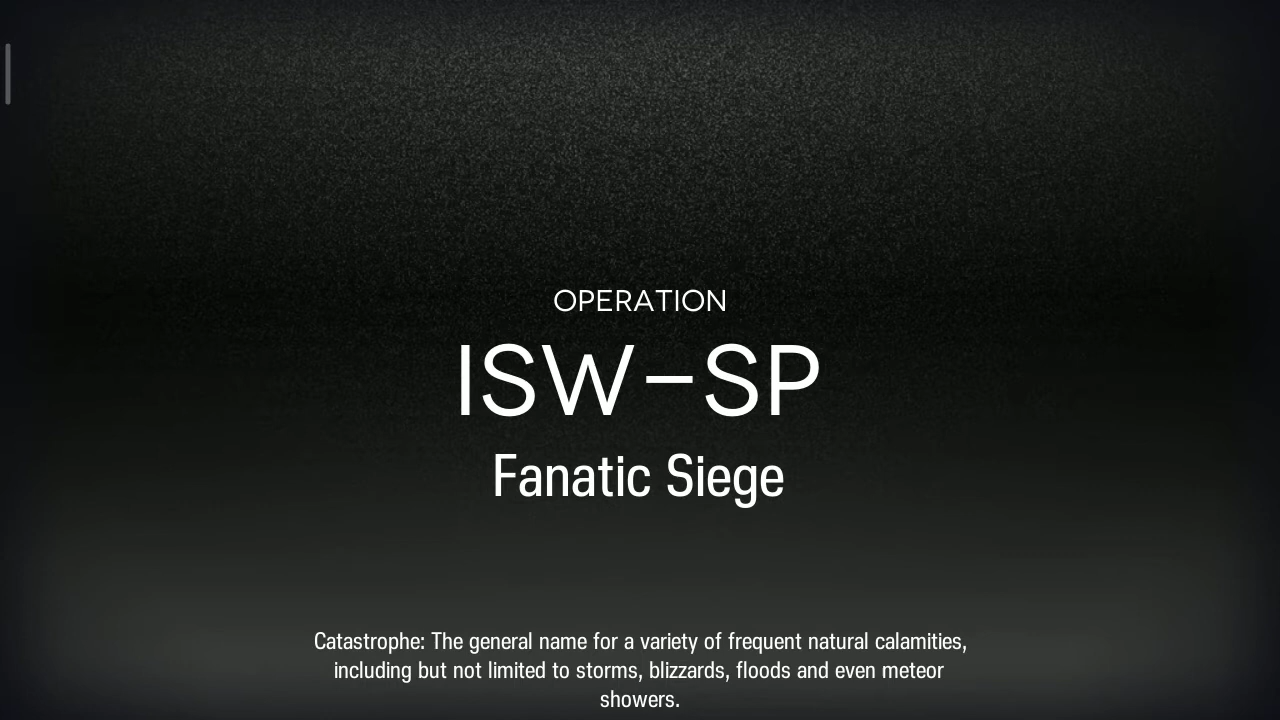 OPERATION
ISW-SP
Fanatic Siege
Catastrophe: The general name for a variety of frequent natural calamities,
including but not limited to storms, blizzards, floods and even meteor
showers.